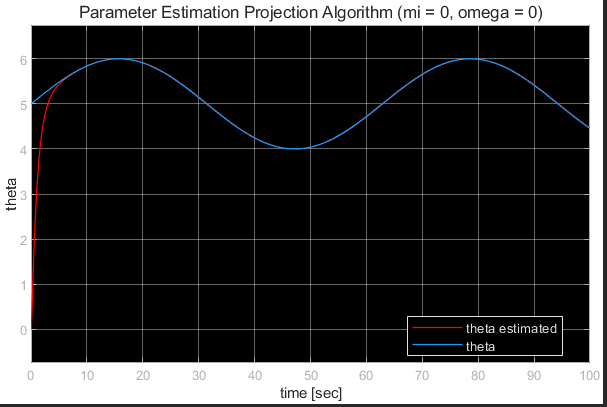 Parameter Estimation Projection Algorithm (mi = 0, omega = 0)
6
5
4
3
2
1
0
theta
theta estimated
theta
0 10 20 30 40 50 60 70 80 90 100
time [sec]